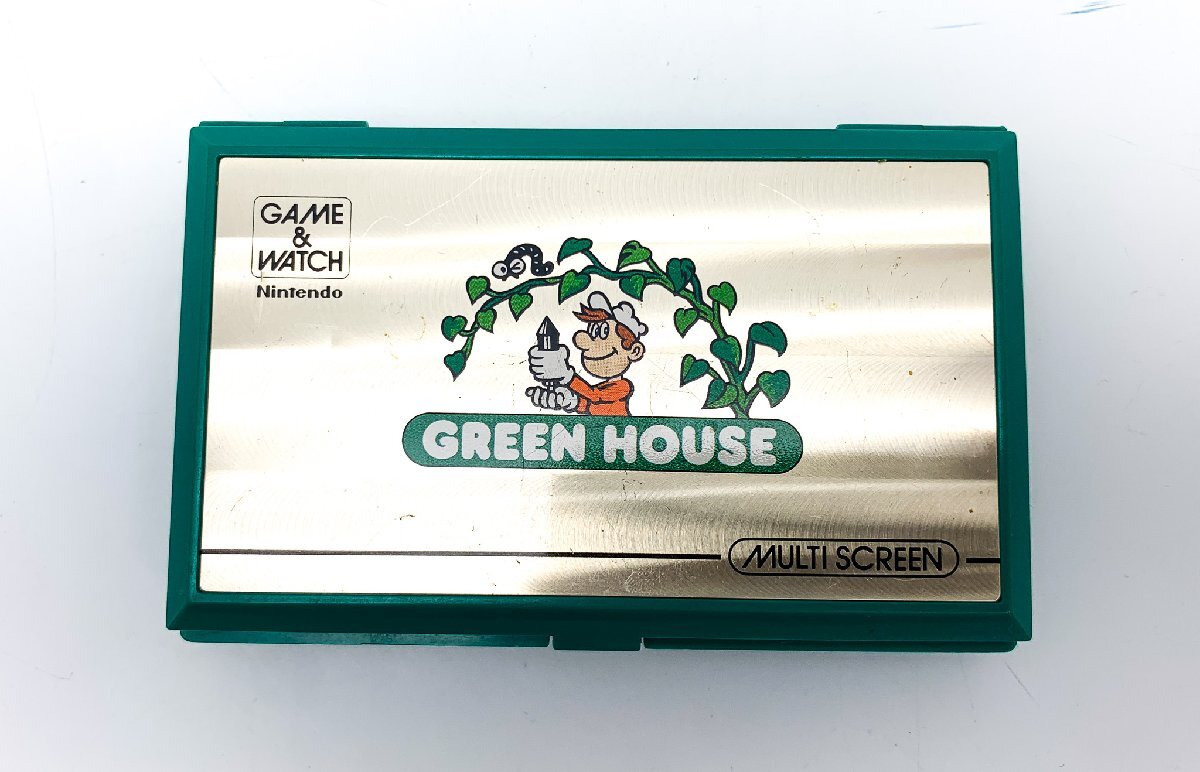 GAME
&
WATCH
Nintendo
GREEN HOUSE
MULTI SCREEN